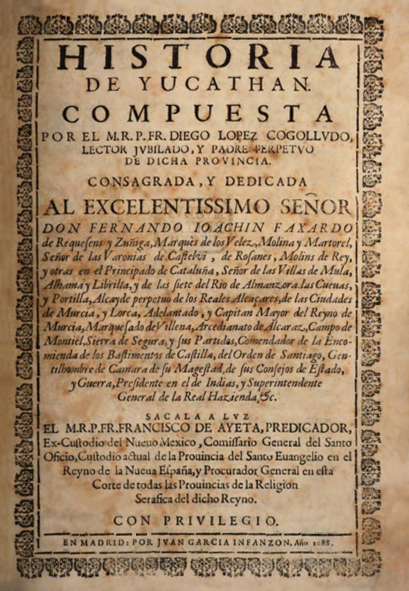 HISTORIA
DE YUCATHAN.
COMPUESTA
POR EL M.R.P. FR. DIEGO LOPEZ COGOLLVDO,
LECTOR JVBILADO, Y PADRE PERPETVO
DE DICHA PROVINCIA.
CONSAGRADA, Y DEDICADA
AL EXCELENTISSIMO SEÑOR
DON FERNANDO IOACHIN FAXARDO
de Requesens y Zuñiga, Marquès de los Velez, Molina y Martorel,
Señor de las Varonias de Castelvì, de Rosanes, Molins de Rey,
y otras en el Principado de Cataluña, Señor de las Villas de Mula,
Alhama y Librilla, y de las siete del Rio de Almanzora, las Cueuas,
y Portilla, Alcayde perpetuo de los Reales Alcaçares, de las Ciudades
de Murcia, y Lorca, Adelantado, y Capitan Mayor del Reyno de
Murcia, Marquesado de Villena, Arcedianato de Alcaraz, Campo de
Montiel, Sierra de Segura, y sus Partidos, Comendador de la Enco-
mienda de los Bastimentos de Castilla, del Orden de Santiago, Gen-
tilhombre de Camara de su Magestad, de sus Consejos de Estado,
y Guerra, Presidente en el de Indias, y Superintendente
General de la Real Hazienda, &c.
SACALA A LVZ
EL M.R.P. FR. FRANCISCO DE AYETA, PREDICADOR,
Ex-Custodio del Nueuo Mexico, Comissario General del Santo
Oficio, Custodio actual de la Prouincia del Santo Euangelio en el
Reyno de la Nueua España, y Procurador General en esta
Corte de todas las Prouincias de la Religion
Serafica del dicho Reyno.
CON PRIVILEGIO.
EN MADRID: POR JVAN GARCIA INFANZON. Año 1688.